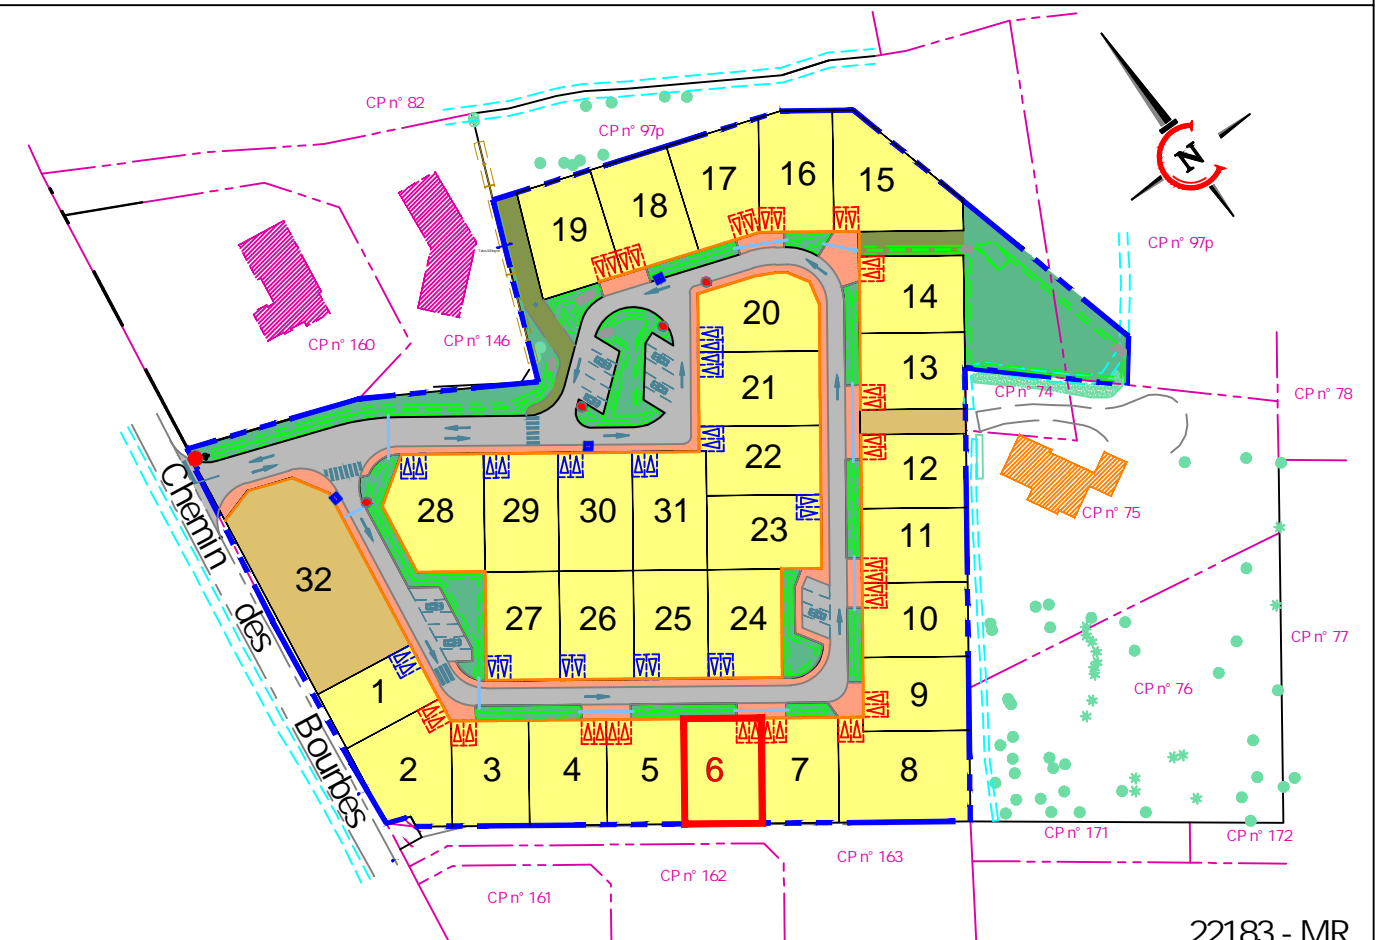 CP n° 82
CP n° 97p
N
17
16
15
18
19
CP n° 97p
14
20
CP n° 160
CP n° 146
13
21
CP n° 74
CP n° 78
22
12
Chemin
des
Bourbes
28
29
30
31
23
11
CP n° 75
32
27
26
25
24
10
CP n° 77
1
9
CP n° 76
2
3
4
5
6
7
8
CP n° 171
CP n° 172
CP n° 163
CP n° 162
CP n° 161
22183 - MR